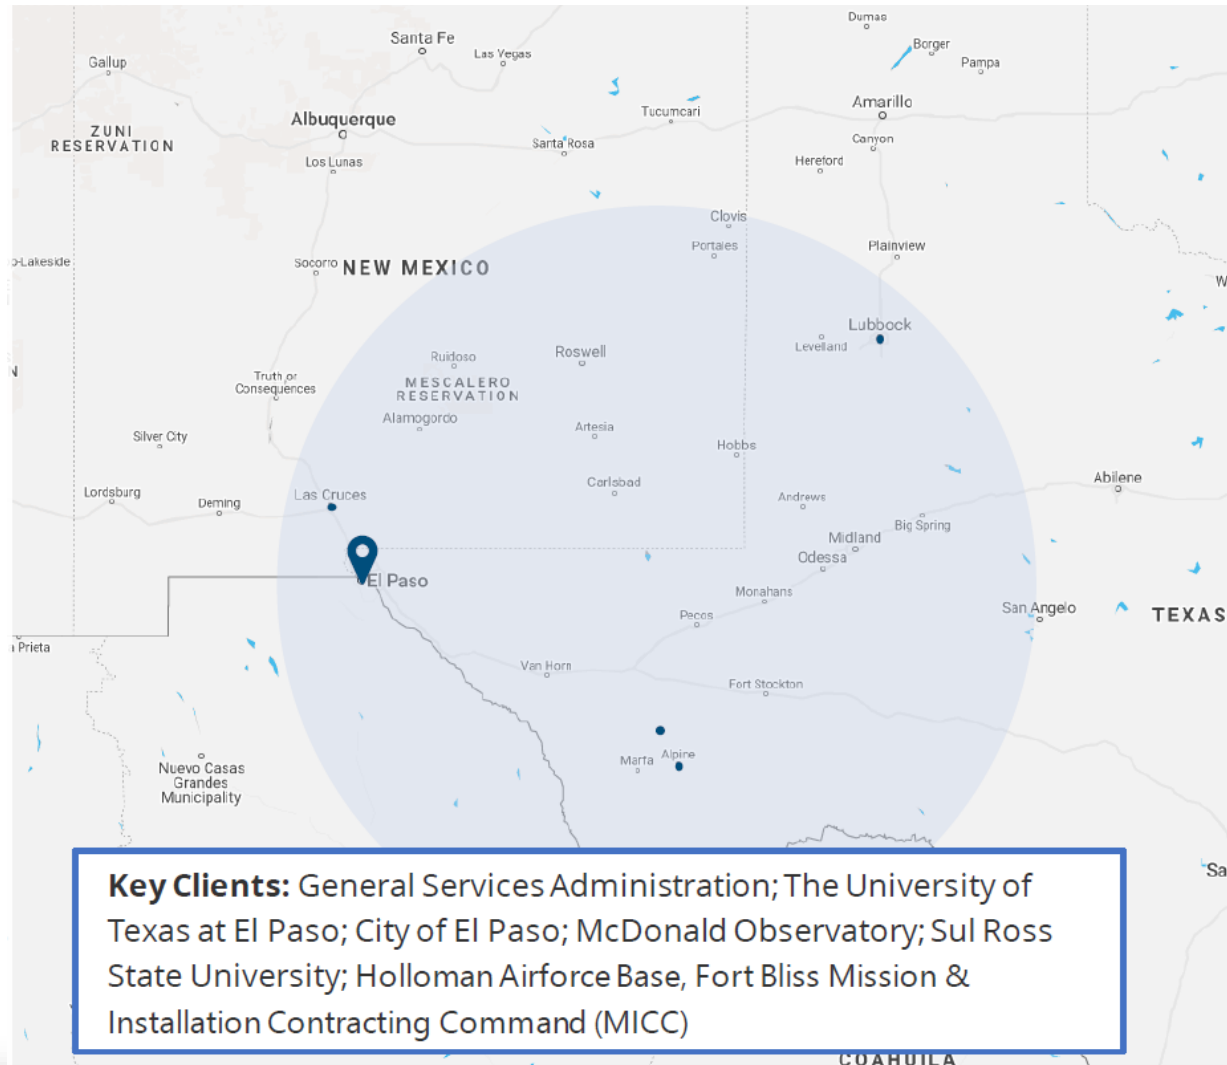 Dumas
Santa Fe
Borger
Las Vegas
Gallup
Pampa
Amarillo
Tucumcari
Albuquerque
ZUNI
RESERVATION
Canyon
Santa Rosa
Los Lunas
Hereford
Clovis
Portales
Plainview
o-Lakeside
Socorro
NEW MEXICO
W
Lubbock
Levelland
Roswell
Ruidoso
N
Truth or
Consequences
MESCALERO
RESERVATION
Alamogordo
Artesia
Silver City
Hobbs
Abilene
Carlsbad
Lordsburg
Las Cruces
Andrews
Deming
Big Spring
Midland
Odessa
El Paso
Monahans
San Angelo
TEXAS
Pecos
Prieta
Van Horn
Fort Stockton
Marfa
Alpine
Nuevo Casas
Grandes
Municipality
Sa
Key Clients: General Services Administration; The University of
Texas at El Paso; City of El Paso; McDonald Observatory; Sul Ross
State University; Holloman Airforce Base, Fort Bliss Mission &
Installation Contracting Command (MICC)
COAHUILA